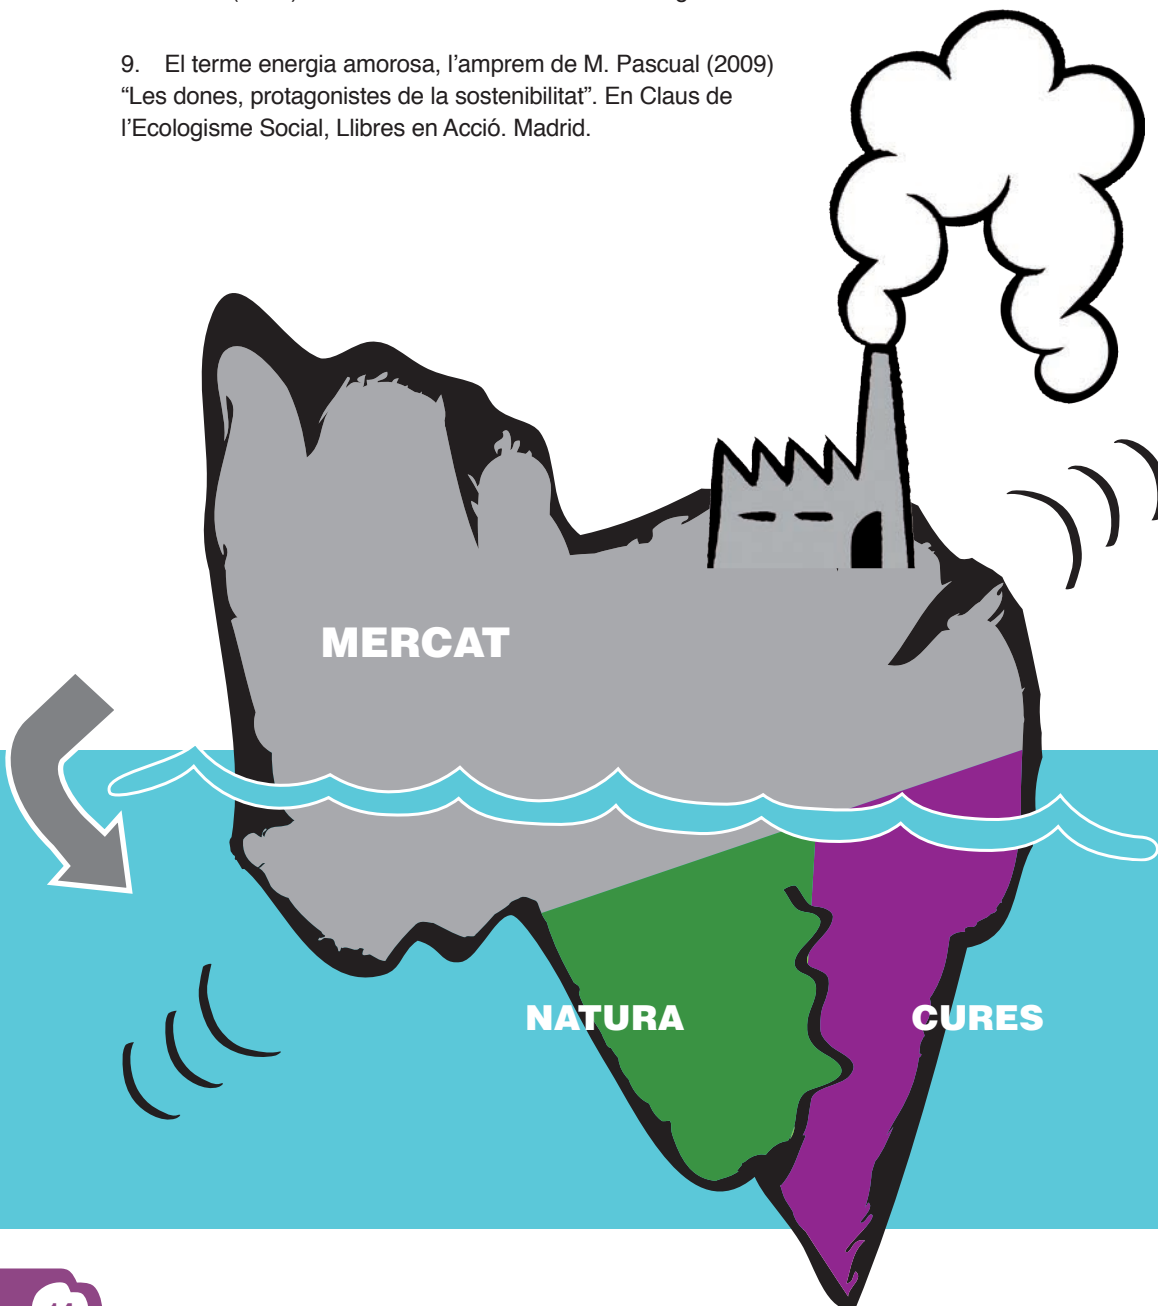 9. El terme energia amorosa, l’amprem de M. Pascual (2009)
“Les dones, protagonistes de la sostenibilitat”. En Claus de
l’Ecologisme Social, Llibres en Acció. Madrid.
MERCAT
NATURA
CURES